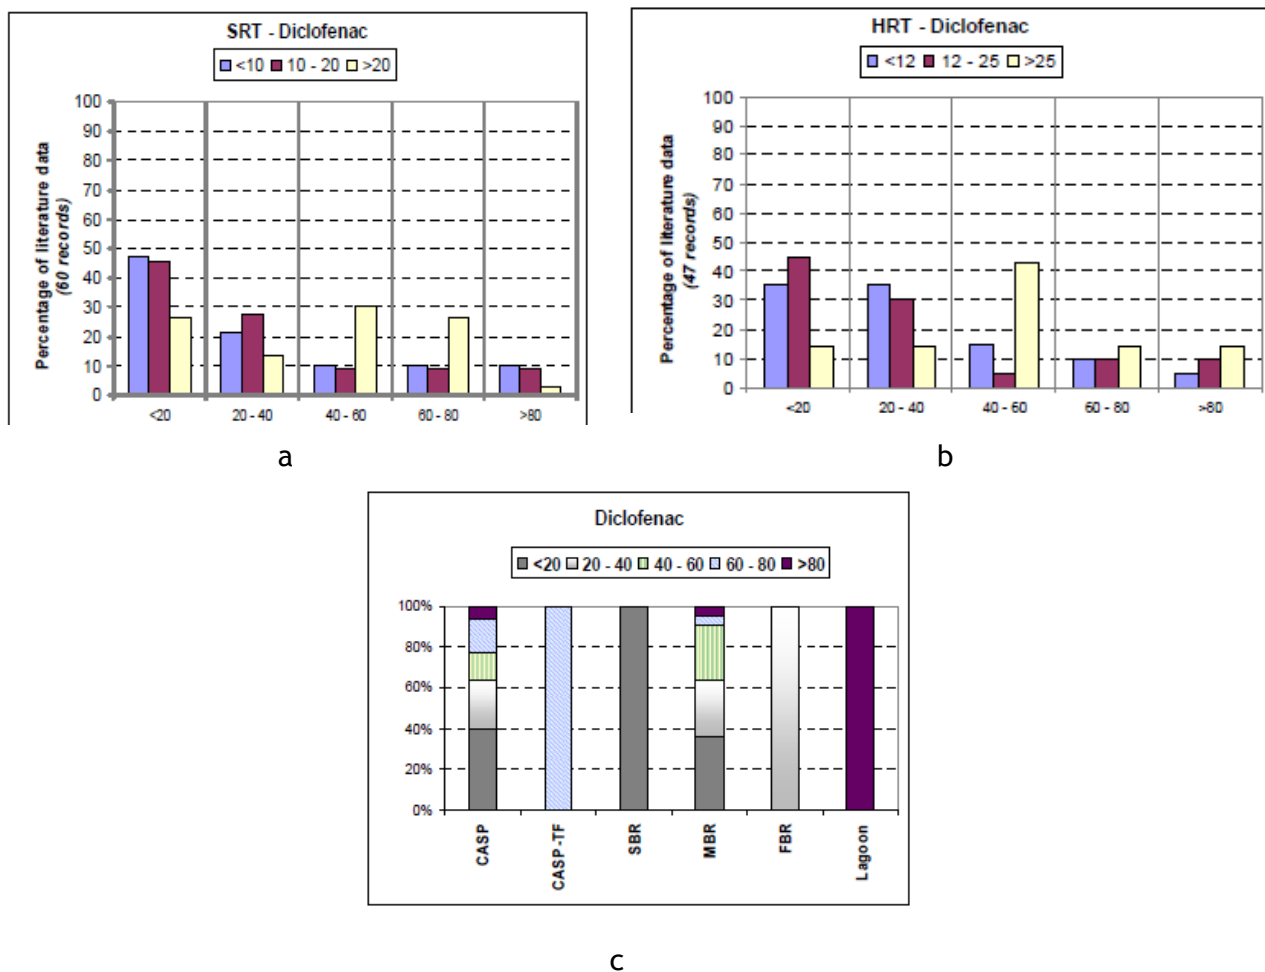 SRT - Diclofenac
<10 10 - 20 >20
Percentage of literature data
(60 records)
100
90
80
70
60
50
40
30
20
10
0
<20 20 - 40 40 - 60 60 - 80 >80
a
HRT - Diclofenac
<12 12 - 25 >25
Percentage of literature data
(47 records)
100
90
80
70
60
50
40
30
20
10
0
<20 20 - 40 40 - 60 60 - 80 >80
b
Diclofenac
<20 20 - 40 40 - 60 60 - 80 >80
100%
80%
60%
40%
20%
0%
CASP
CASP-TF
SBR
MBR
FBR
Lagoon
c